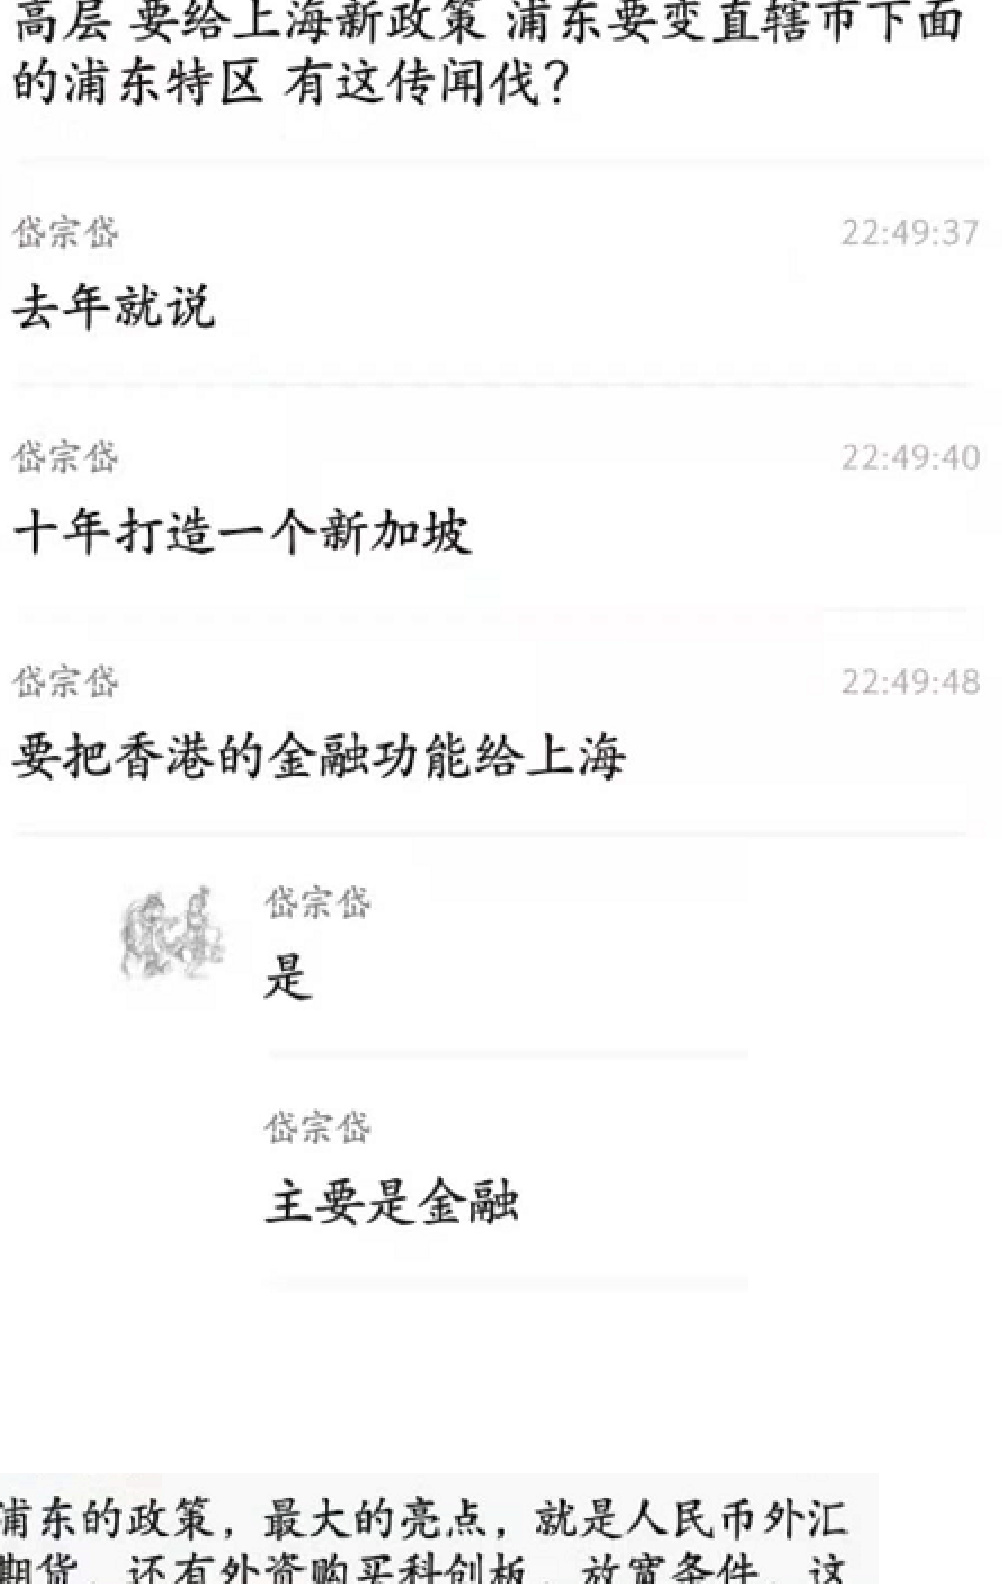 高层 要给上海新政策 浦东要变直辖市下面
的浦东特区 有这传闻伐？
岱宗岱 22:49:37
去年就说
岱宗岱 22:49:40
十年打造一个新加坡
岱宗岱 22:49:48
要把香港的金融功能给上海
岱宗岱
是
岱宗岱
主要是金融
浦东的政策，最大的亮点，就是人民币外汇
期货，还有外资购买科创板，放宽条件，这